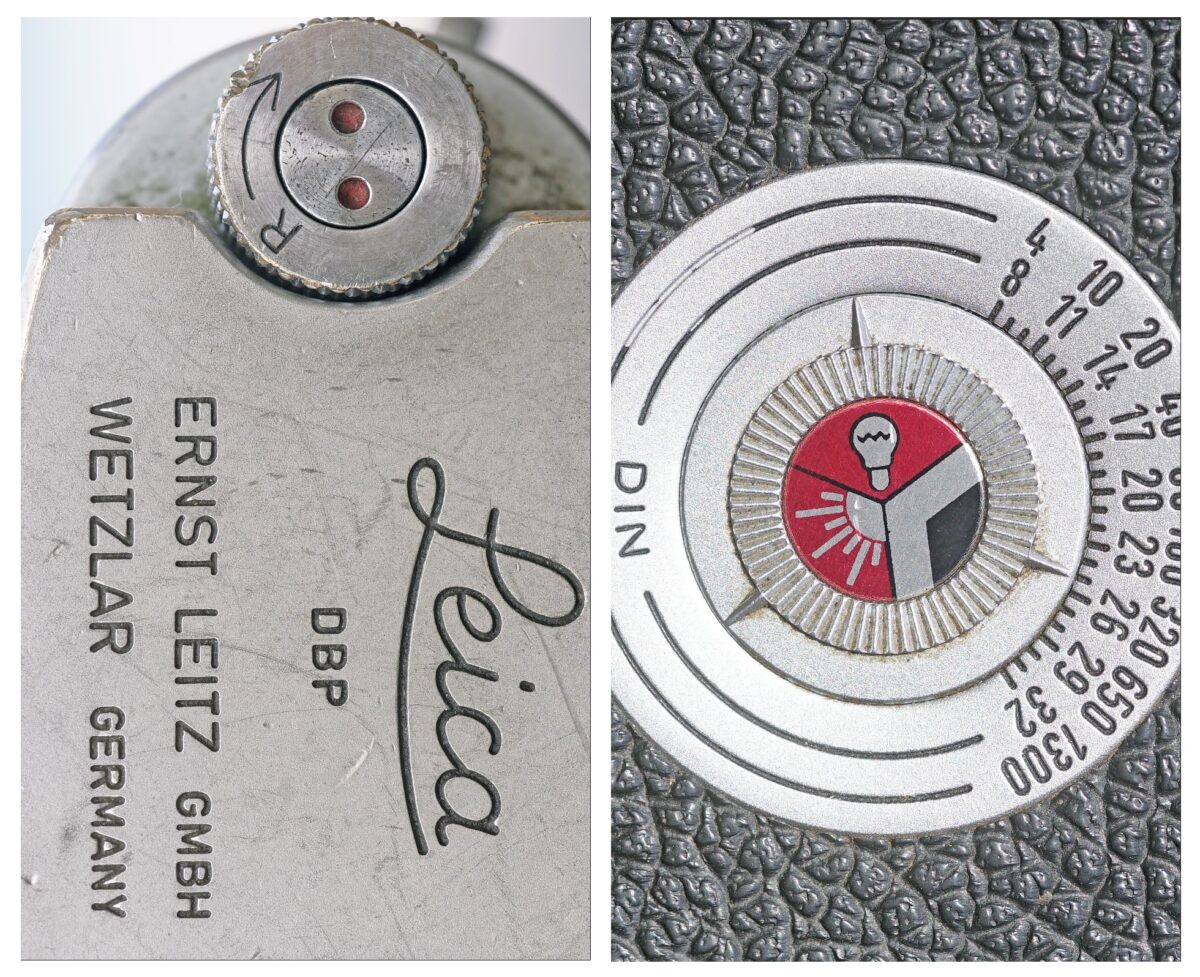 R
Leica
DBP
ERNST LEITZ GMBH
WETZLAR GERMANY
DIN
4 10 20 40 320 650 1300
8 11 14 17 20 23 26 29 32